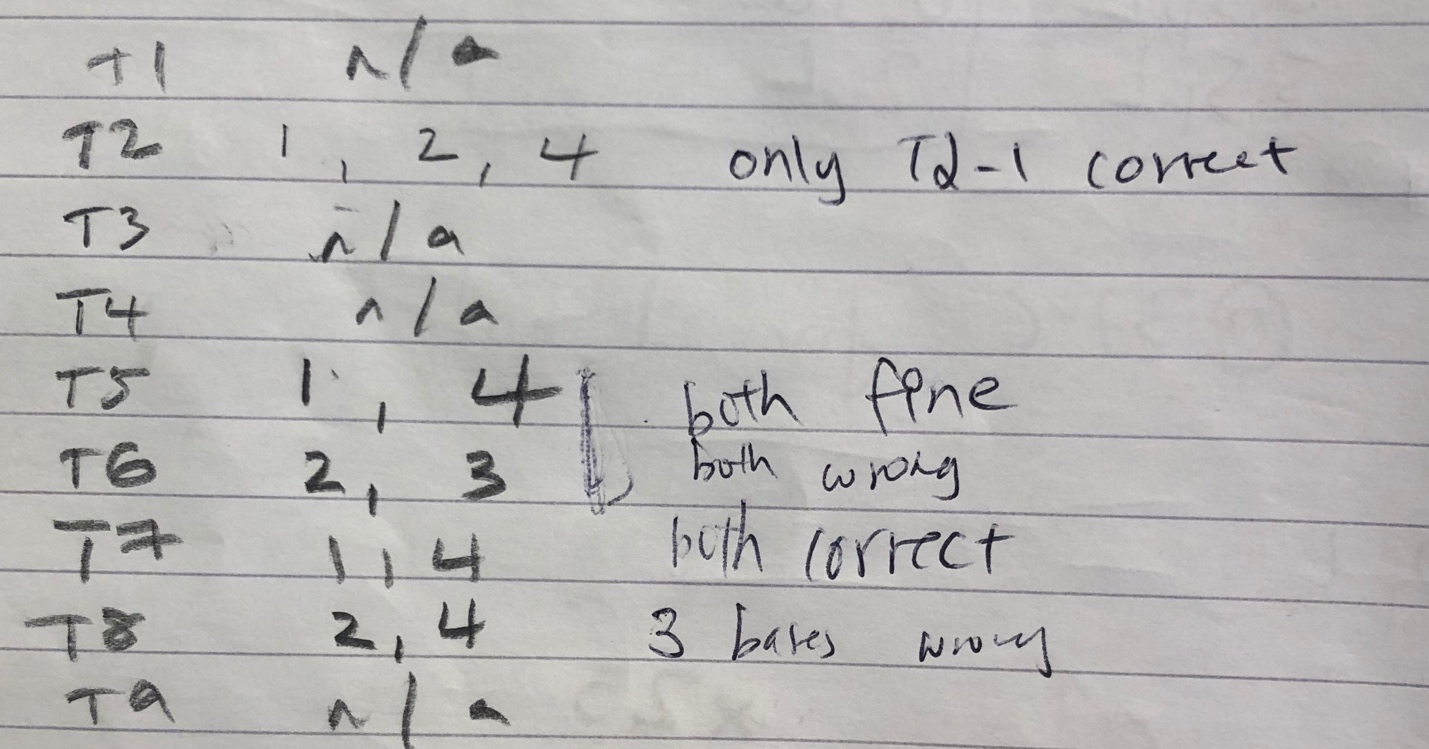 T1 n/a
T2 1, 2, 4 only T2-1 correct
T3 n/a
T4 n/a
T5 1, 4 both fine
T6 2, 3 both wrong
T7 1, 4 both correct
T8 2, 4 3 bases wrong
T9 n/a